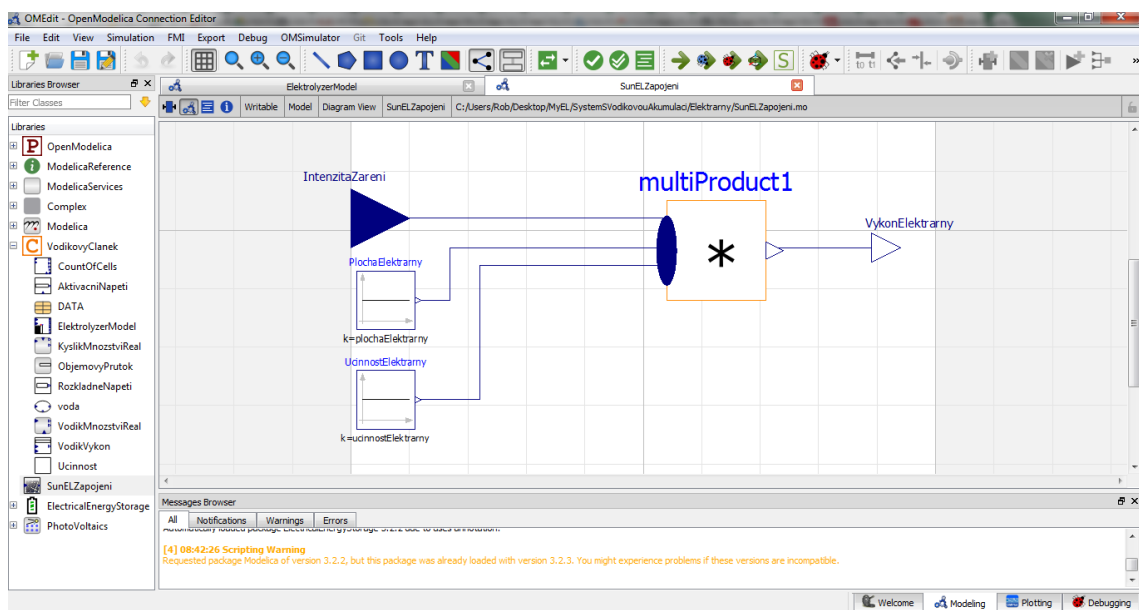 OMEdit - OpenModelica Connection Editor
File Edit View Simulation FMI Export Debug OMSimulator Git Tools Help
Libraries Browser
ElektrolyzerModel
SunELZapojeni
Filter Classes
Writable Model Diagram View SunELZapojeni C:/Users/Rob/Desktop/MyEL/SystemSVodikovouAkumulaci/Elektrarny/SunELZapojeni.mo
Libraries
P OpenModelica
i ModelicaReference
ModelicaServices
Complex
Modelica
C VodikovyClanek
CountOfCells
AktivacniNapeti
DATA
ElektrolyzerModel
KyslikMnozstviReal
ObjemovyPrutok
RozkladneNapeti
voda
VodikMnozstviReal
VodikVykon
Ucinnost
SunELZapojeni
ElectricalEnergyStorage
PhotoVoltaics
IntenzitaZareni
multiProduct1
*
VykonElektrarny
PlochaElektrarny
k=plochaElektrarny
UcinnostElektrarny
k=ucinnostElektrarny
Messages Browser
All Notifications Warnings Errors
[4] 08:42:26 Scripting Warning
Requested package Modelica of version 3.2.2, but this package was already loaded with version 3.2.3. You might experience problems if these versions are incompatible.
Welcome Modeling Plotting Debugging